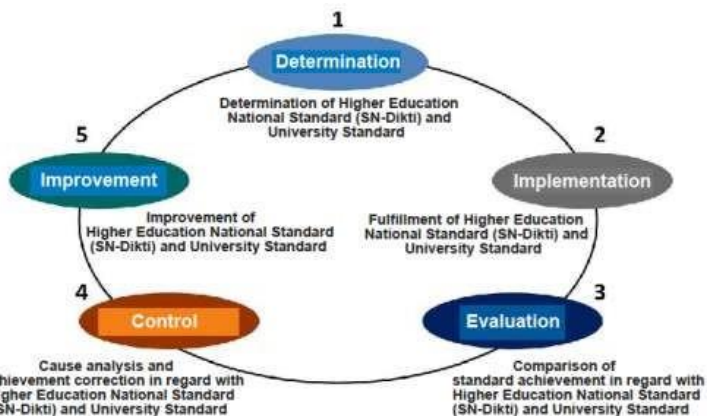 1
Determination
Determination of Higher Education
National Standard (SN-Dikti) and
University Standard
2
Implementation
Fulfillment of Higher Education
National Standard (SN-Dikti) and
University Standard
3
Evaluation
Comparison of
standard achievement in regard with
Higher Education National Standard
(SN-Dikti) and University Standard
4
Control
Cause analysis and
hievement correction in regard with
igher Education National Standard
SN-Dikti) and University Standard
5
Improvement
Improvement of
Higher Education National Standard
(SN-Dikti) and University Standard